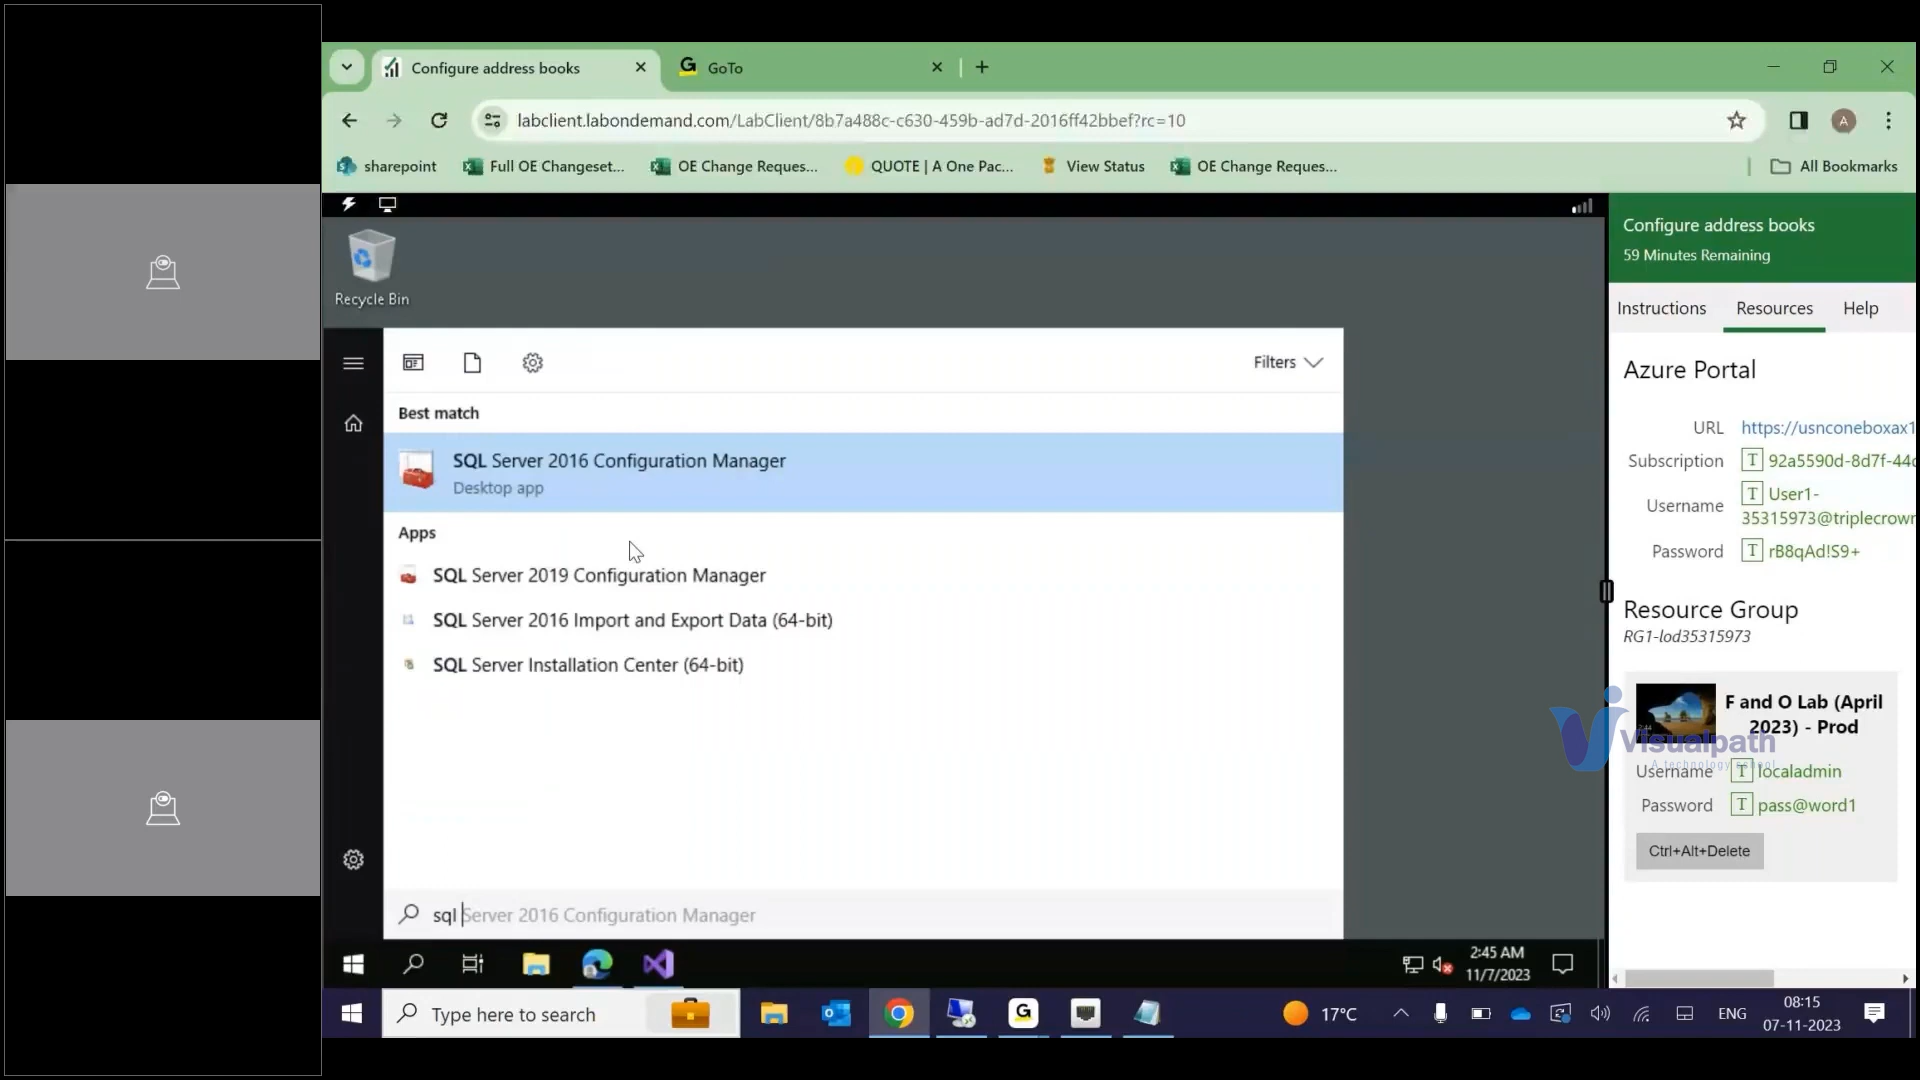 Configure address books
GoTo
labclient.labondemand.com/LabClient/8b7a488c-c630-459b-ad7d-2016ff42bbef?rc=10
A
sharepoint
Full OE Changeset...
OE Change Reques...
QUOTE | A One Pac...
View Status
OE Change Reques...
All Bookmarks
Recycle Bin
Filters
Best match
SQL Server 2016 Configuration Manager
Desktop app
Apps
SQL Server 2019 Configuration Manager
SQL Server 2016 Import and Export Data (64-bit)
SQL Server Installation Center (64-bit)
sql Server 2016 Configuration Manager
2:45 AM
11/7/2023
Configure address books
59 Minutes Remaining
Instructions
Resources
Help
Azure Portal
URL https://usnconeboxax1
Subscription T 92a5590d-8d7f-44
Username T User1-
35315973@triplecrow
Password T rB8qAd!S9+
Resource Group
RG1-lod35315973
F and O Lab (April
2023) - Prod
Visualpath
A technology school
Username T localadmin
Password T pass@word1
Ctrl+Alt+Delete
Type here to search
G
17°C
ENG
08:15
07-11-2023